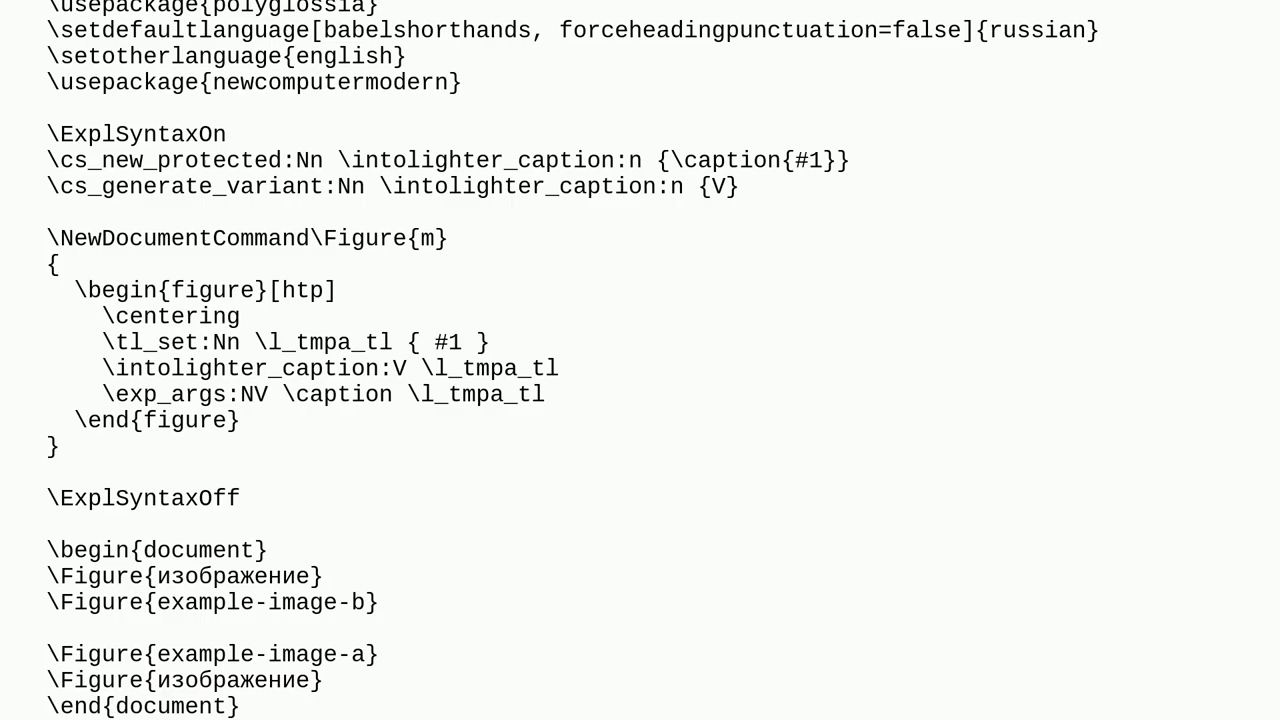 \usepackage{polyglossia}
\setdefaultlanguage[babelshorthands, forceheadingpunctuation=false]{russian}
\setotherlanguage{english}
\usepackage{newcomputermodern}

\ExplSyntaxOn
\cs_new_protected:Nn \intolighter_caption:n {\caption{#1}}
\cs_generate_variant:Nn \intolighter_caption:n {V}

\NewDocumentCommand\Figure{m}
{
  \begin{figure}[htp]
    \centering
    \tl_set:Nn \l_tmpa_tl { #1 }
    \intolighter_caption:V \l_tmpa_tl
    \exp_args:NV \caption \l_tmpa_tl
  \end{figure}
}

\ExplSyntaxOff

\begin{document}
\Figure{изображение}
\Figure{example-image-b}

\Figure{example-image-a}
\Figure{изображение}
\end{document}